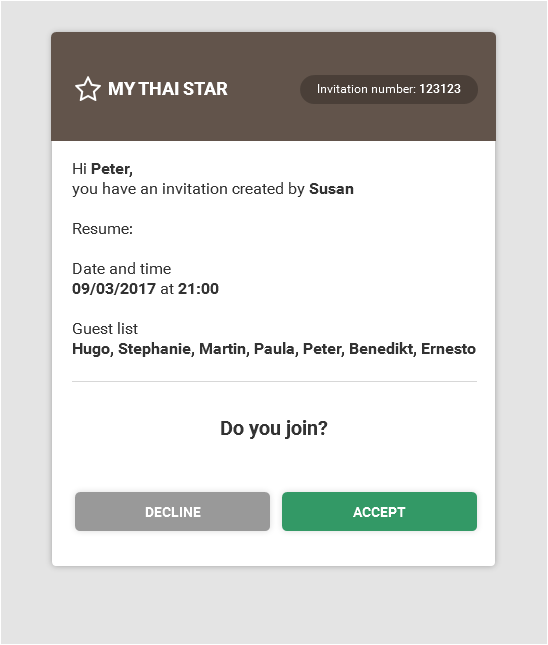 MY THAI STAR
Invitation number: 123123
Hi Peter,
you have an invitation created by Susan
Resume:
Date and time
09/03/2017 at 21:00
Guest list
Hugo, Stephanie, Martin, Paula, Peter, Benedikt, Ernesto
Do you join?
DECLINE
ACCEPT